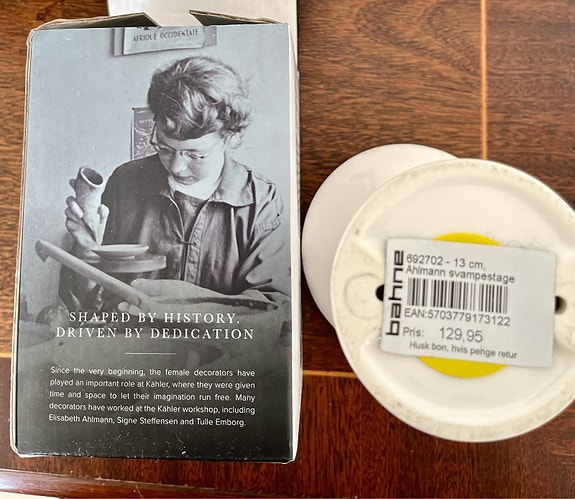 AFRIQUE OCCIDENTALE
SHAPED BY HISTORY.
DRIVEN BY DEDICATION
Since the very beginning, the female decorators have
played an important role at Kähler, where they were given
time and space to let their imagination run free. Many
decorators have worked at the Kähler workshop, including
Elisabeth Ahlmann, Signe Steffensen and Tulle Emborg.
bahne
692702 - 13 cm,
Ahlmann svampestage
EAN:5703779173122
Pris: 129,95
Husk bon, hvis penge retur